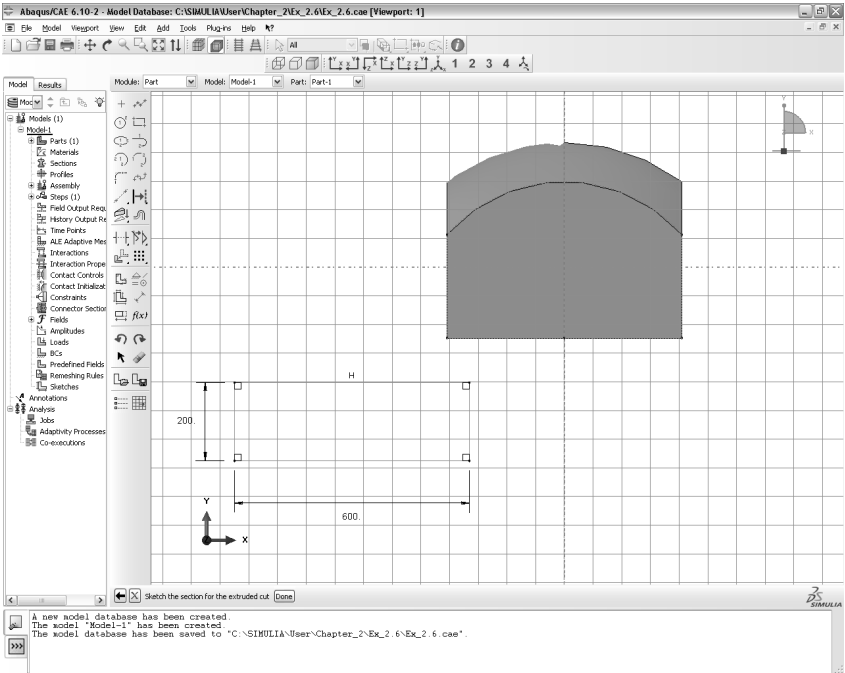 Abaqus/CAE 6.10-2 - Model Database: C:\SIMULIA\User\Chapter_2\Ex_2.6\Ex_2.6.cae [Viewport: 1]
File Model Viewport View Edit Add Tools Plug-ins Help
All
1 2 3 4
Model Results
Module: Part Model: Model-1 Part: Part-1
Mod
Models (1)
Model-1
Parts (1)
Materials
Sections
Profiles
Assembly
Steps (1)
Field Output Requ
History Output Re
Time Points
ALE Adaptive Mes
Interactions
Interaction Prope
Contact Controls
Contact Initializat
Constraints
Connector Section
Fields
Amplitudes
Loads
BCs
Predefined Fields
Remeshing Rules
Sketches
Annotations
Analysis
Jobs
Adaptivity Processes
Co-executions
f(x)
Y
X
H
200.
600.
Y
X
Sketch the section for the extruded cut Done
SIMULIA
A new model database has been created.
The model "Model-1" has been created.
The model database has been saved to "C:\SIMULIA\User\Chapter_2\Ex_2.6\Ex_2.6.cae".
>>>